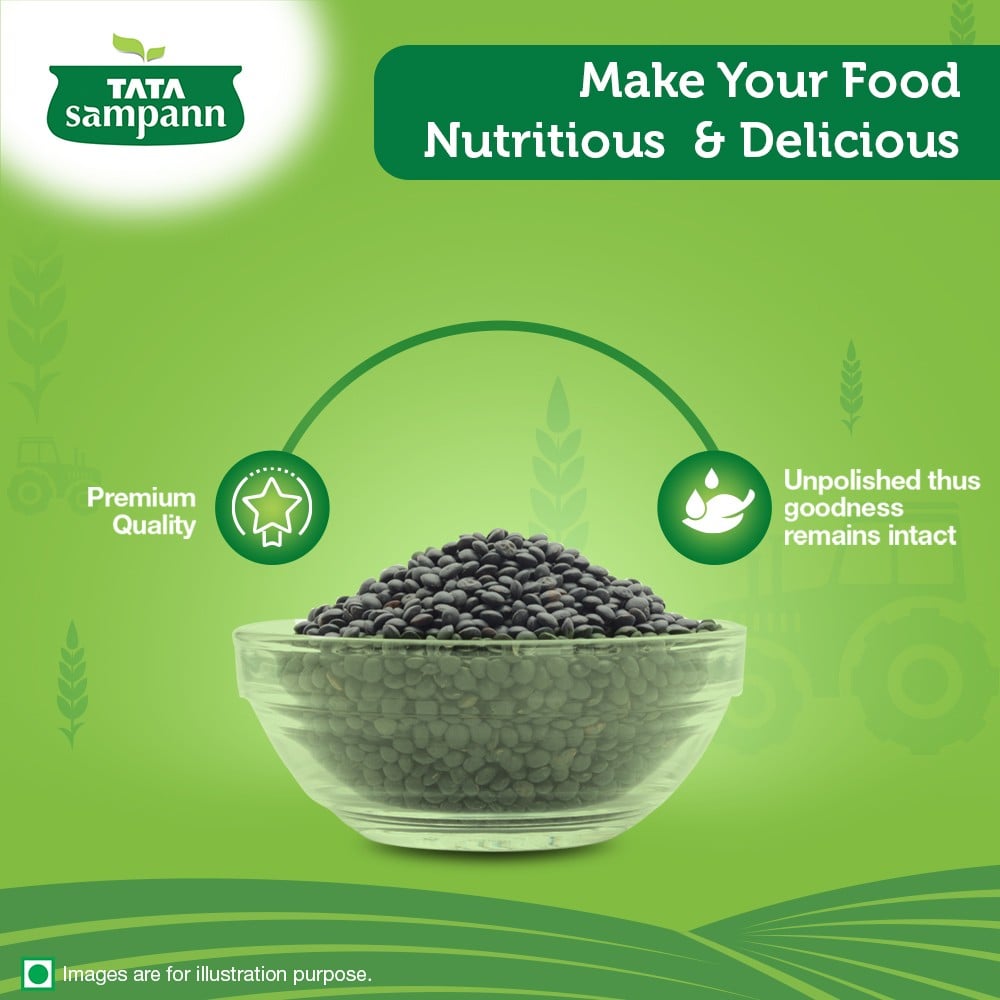 TATA
sampann
Make Your Food
Nutritious & Delicious
Premium
Quality
Unpolished thus
goodness
remains intact
Images are for illustration purpose.